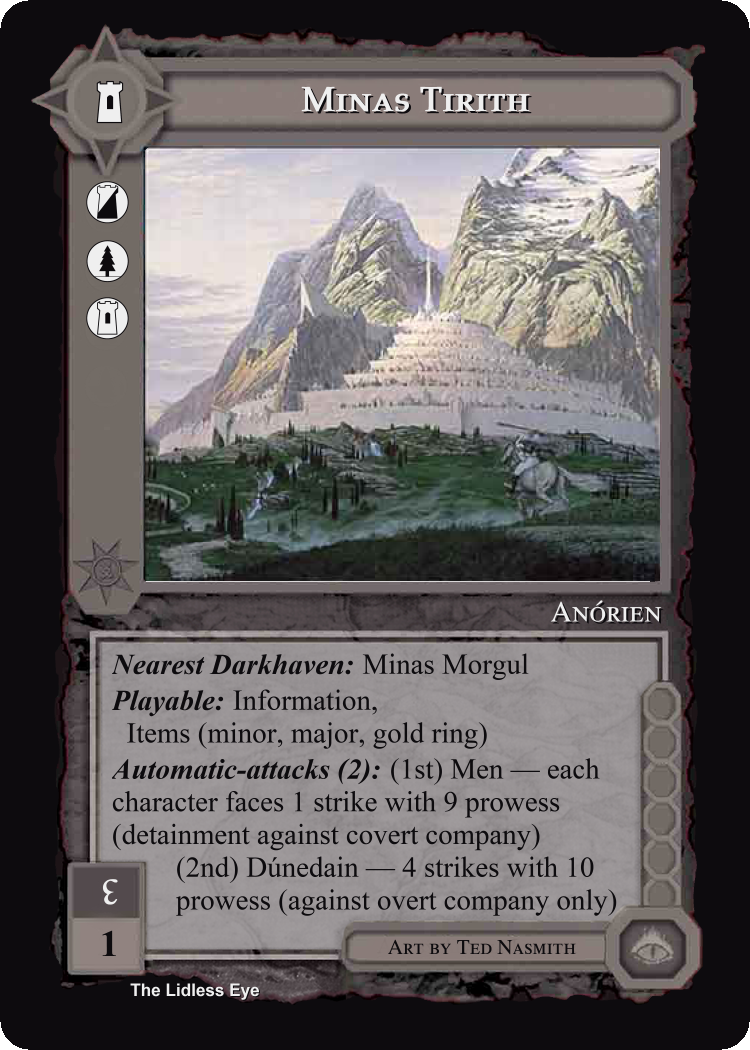 Minas Tirith
Anórien
Nearest Darkhaven: Minas Morgul
Playable: Information,
Items (minor, major, gold ring)
Automatic-attacks (2): (1st) Men — each
character faces 1 strike with 9 prowess
(detainment against covert company)
(2nd) Dúnedain — 4 strikes with 10
prowess (against overt company only)
ℇ
1
Art by Ted Nasmith
The Lidless Eye